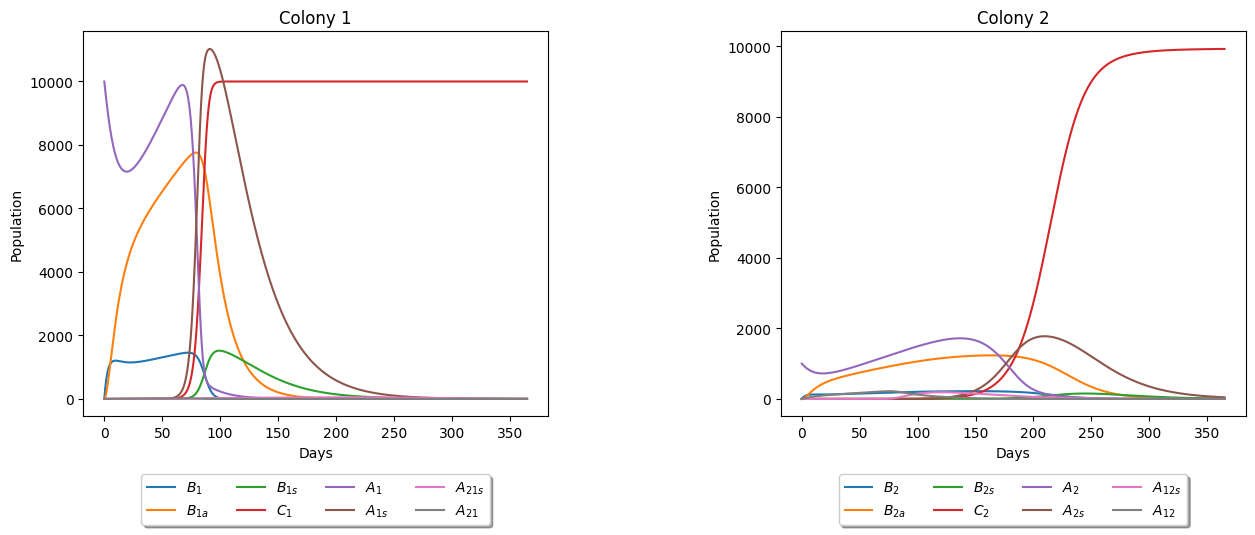 Colony 1
Population
10000
8000
6000
4000
2000
0
0 50 100 150 200 250 300 350
Days
B₁ B₁ₛ A₁ A₂₁ₛ
B₁ₐ C₁ A₁ₛ A₂₁
Colony 2
Population
10000
8000
6000
4000
2000
0
0 50 100 150 200 250 300 350
Days
B₂ B₂ₛ A₂ A₁₂ₛ
B₂ₐ C₂ A₂ₛ A₁₂